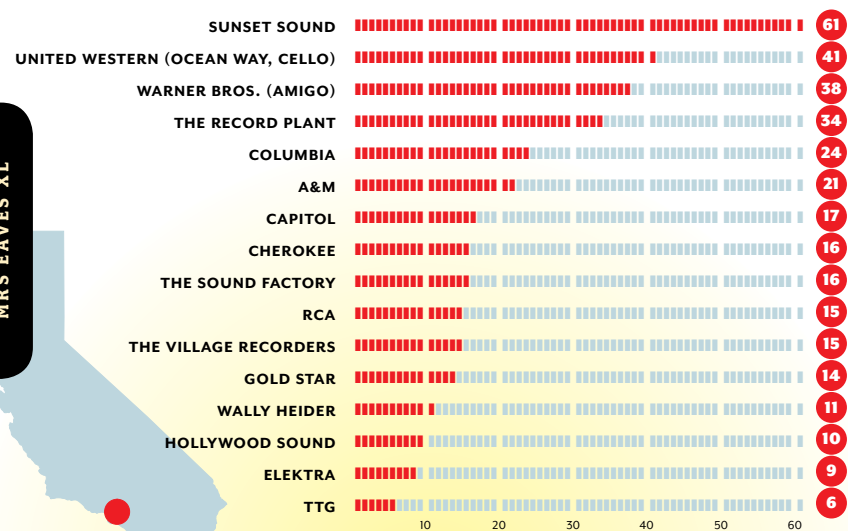 SUNSET SOUND 61
UNITED WESTERN (OCEAN WAY, CELLO) 41
WARNER BROS. (AMIGO) 38
THE RECORD PLANT 34
COLUMBIA 24
A&M 21
CAPITOL 17
CHEROKEE 16
THE SOUND FACTORY 16
RCA 15
THE VILLAGE RECORDERS 15
GOLD STAR 14
WALLY HEIDER 11
HOLLYWOOD SOUND 10
ELEKTRA 9
TTG 6
10 20 30 40 50 60
MRS EAVES XL